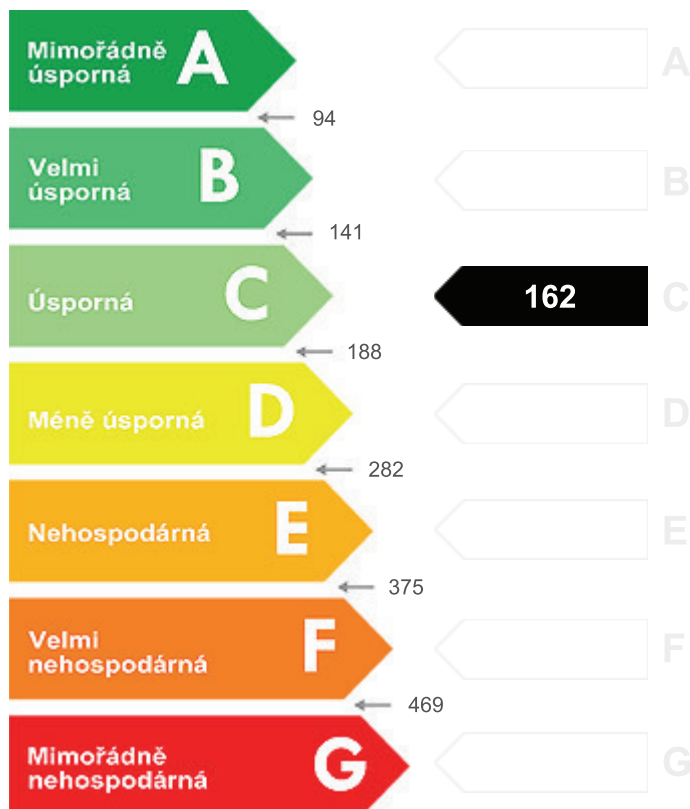 Mimořádně
úsporná
A
A
94
Velmi
úsporná
B
B
141
Úsporná
C
162
C
188
Méně úsporná
D
D
282
Nehospodárná
E
E
375
Velmi
nehospodárná
F
F
469
Mimořádně
nehospodárná
G
G